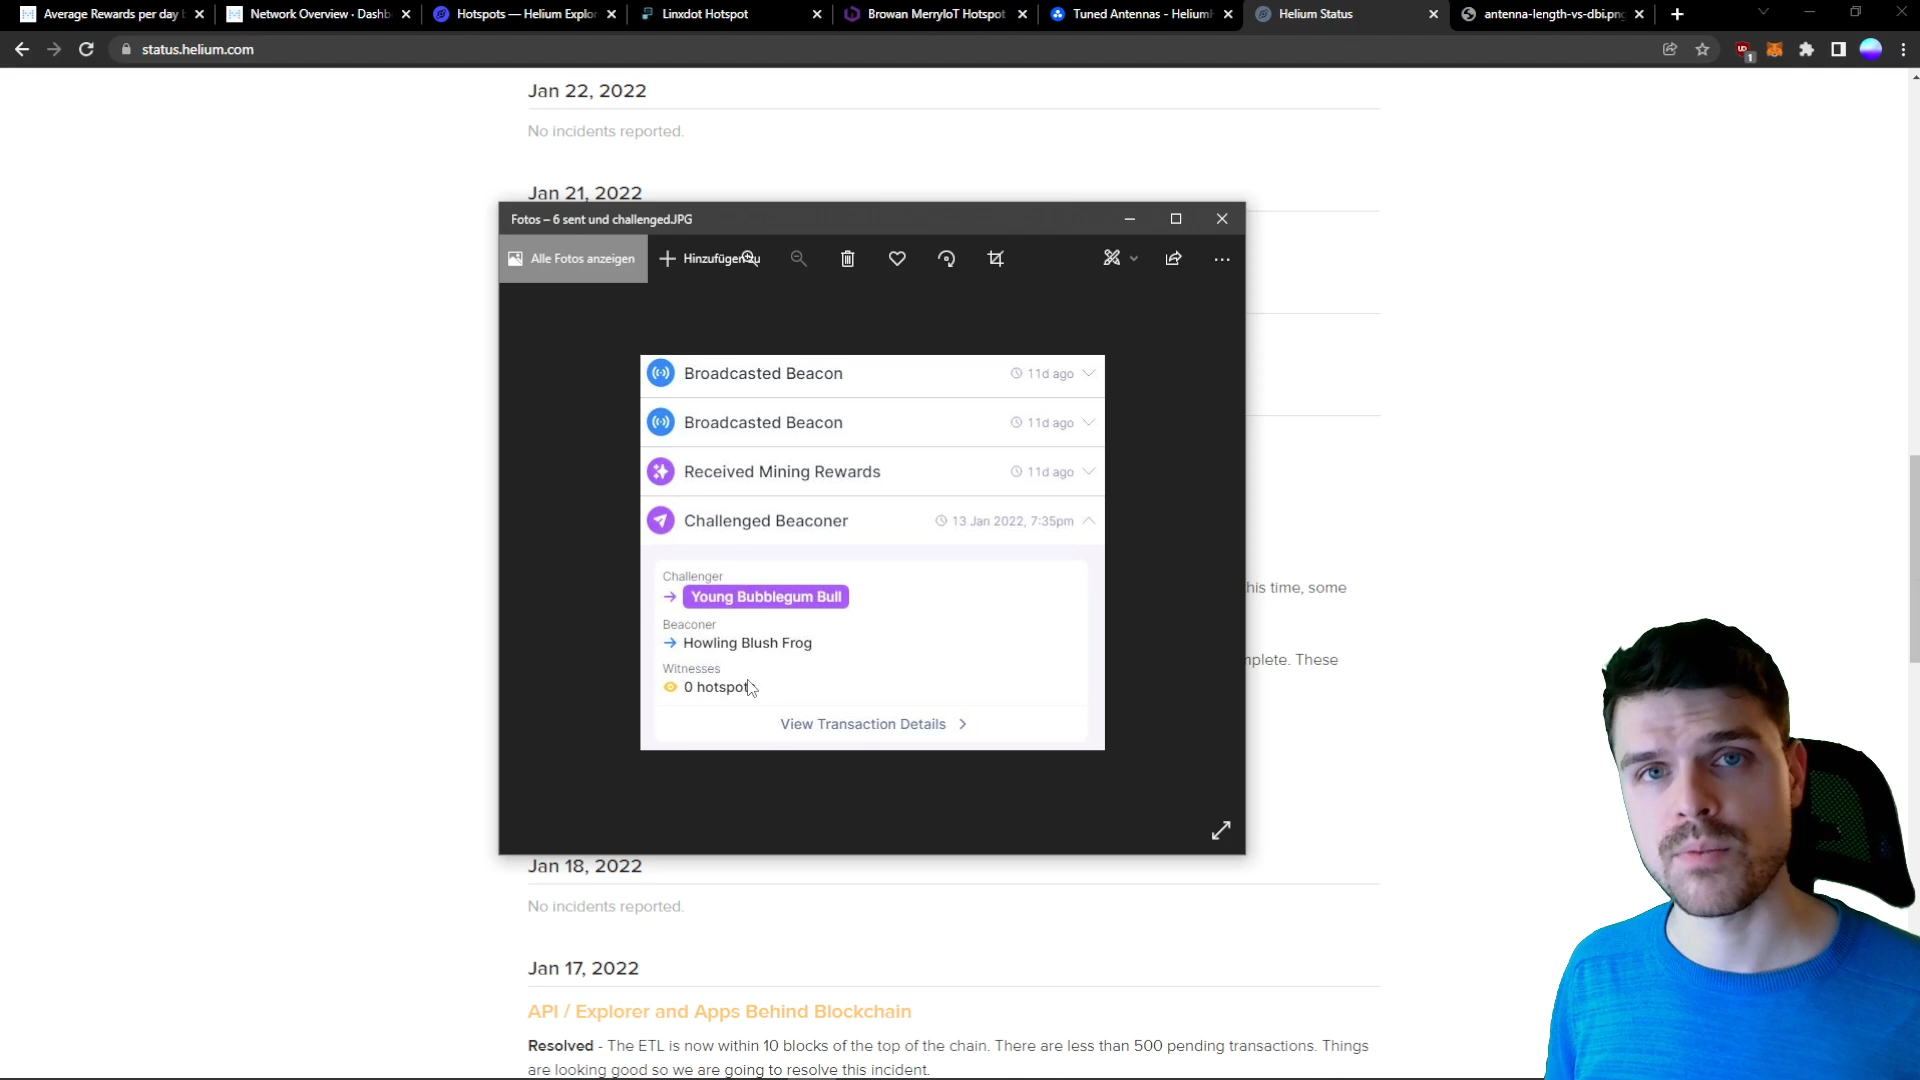 Average Rewards per day b
Network Overview · Dashb
Hotspots — Helium Explor
Linxdot Hotspot
Browan MerryIoT Hotspot
Tuned Antennas - HeliumH
Helium Status
antenna-length-vs-dbi.png
status.helium.com
1
Jan 22, 2022
No incidents reported.
Jan 21, 2022
Fotos – 6 sent und challenged.JPG
Alle Fotos anzeigen
Hinzufügen zu
Broadcasted Beacon
11d ago
Broadcasted Beacon
11d ago
Received Mining Rewards
11d ago
Challenged Beaconer
13 Jan 2022, 7:35pm
Challenger
Young Bubblegum Bull
Beaconer
Howling Blush Frog
Witnesses
0 hotspot
View Transaction Details
his time, some
nplete. These
Jan 18, 2022
No incidents reported.
Jan 17, 2022
API / Explorer and Apps Behind Blockchain
Resolved - The ETL is now within 10 blocks of the top of the chain. There are less than 500 pending transactions. Things
are looking good so we are going to resolve this incident.